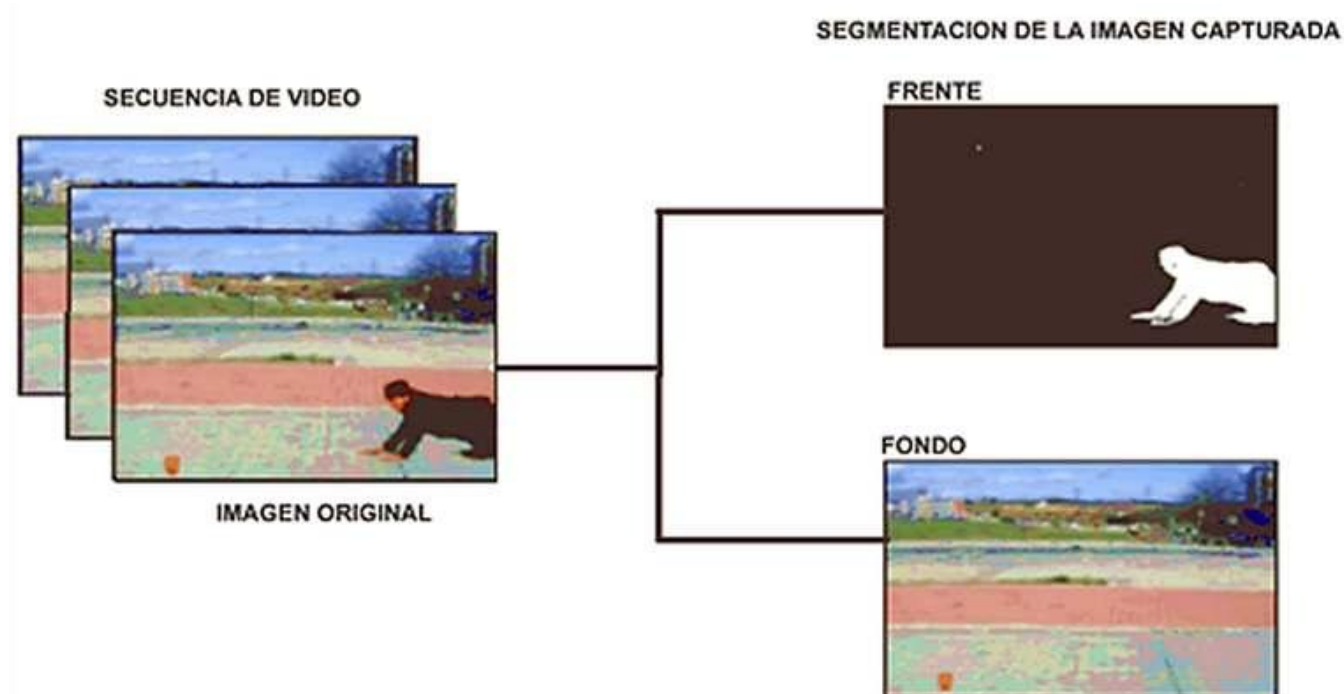 SEGMENTACION DE LA IMAGEN CAPTURADA
SECUENCIA DE VIDEO
FRENTE
IMAGEN ORIGINAL
FONDO